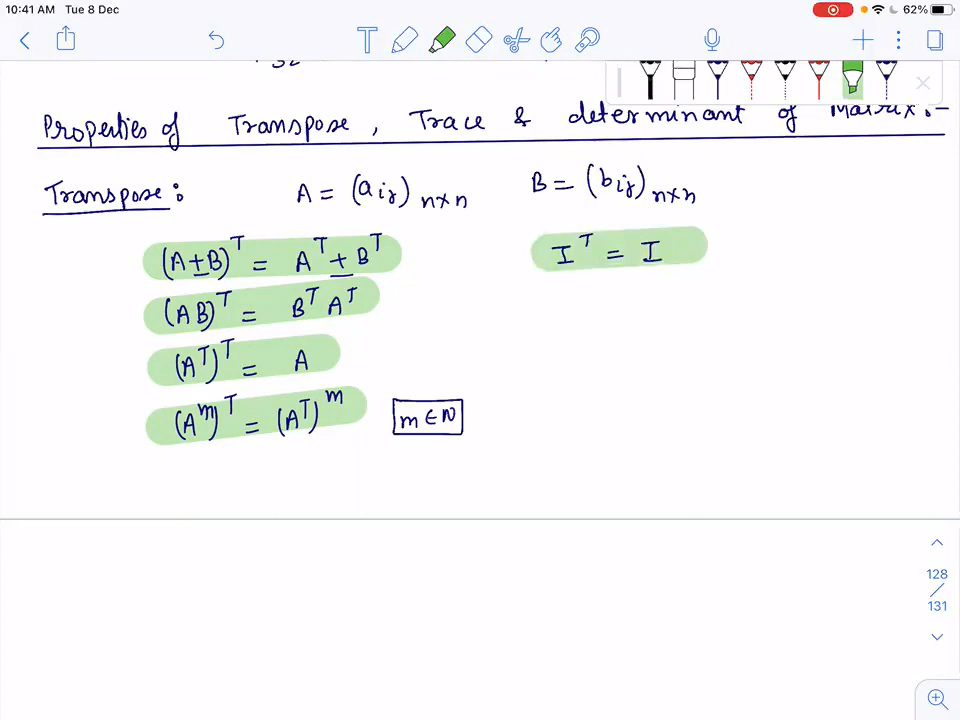 10:41 AM Tue 8 Dec
62%
Properties of Transpose, Trace & determinant of Matrix :-
Transpose : A = (aij) n×n B = (bij) n×n
(A±B)^T = A^T ± B^T I^T = I
(AB)^T = B^T A^T
(A^T)^T = A
(A^m)^T = (A^T)^m m ∈ N
128
/
131